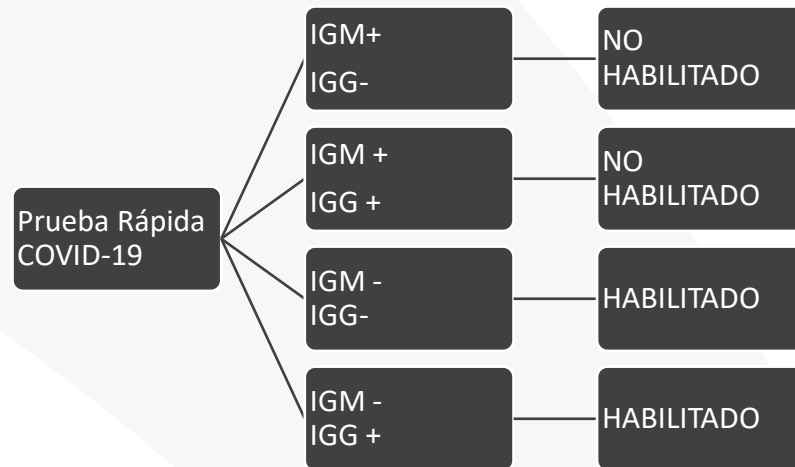 Prueba Rápida
COVID-19
IGM+
IGG-
NO
HABILITADO
IGM +
IGG +
NO
HABILITADO
IGM -
IGG-
HABILITADO
IGM -
IGG +
HABILITADO